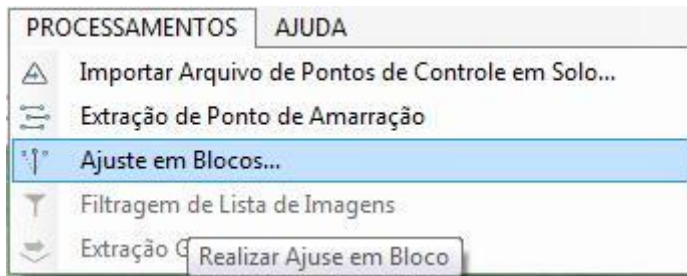 PROCESSAMENTOS AJUDA
Importar Arquivo de Pontos de Controle em Solo...
Extração de Ponto de Amarração
Ajuste em Blocos...
Filtragem de Lista de Imagens
Extração
Realizar Ajuse em Bloco